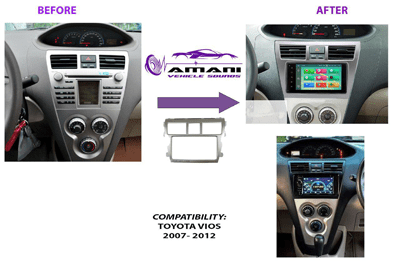 BEFORE
AFTER
AMANI
VEHICLE SOUNDS
COMPATIBILITY:
TOYOTA VIOS
2007- 2012